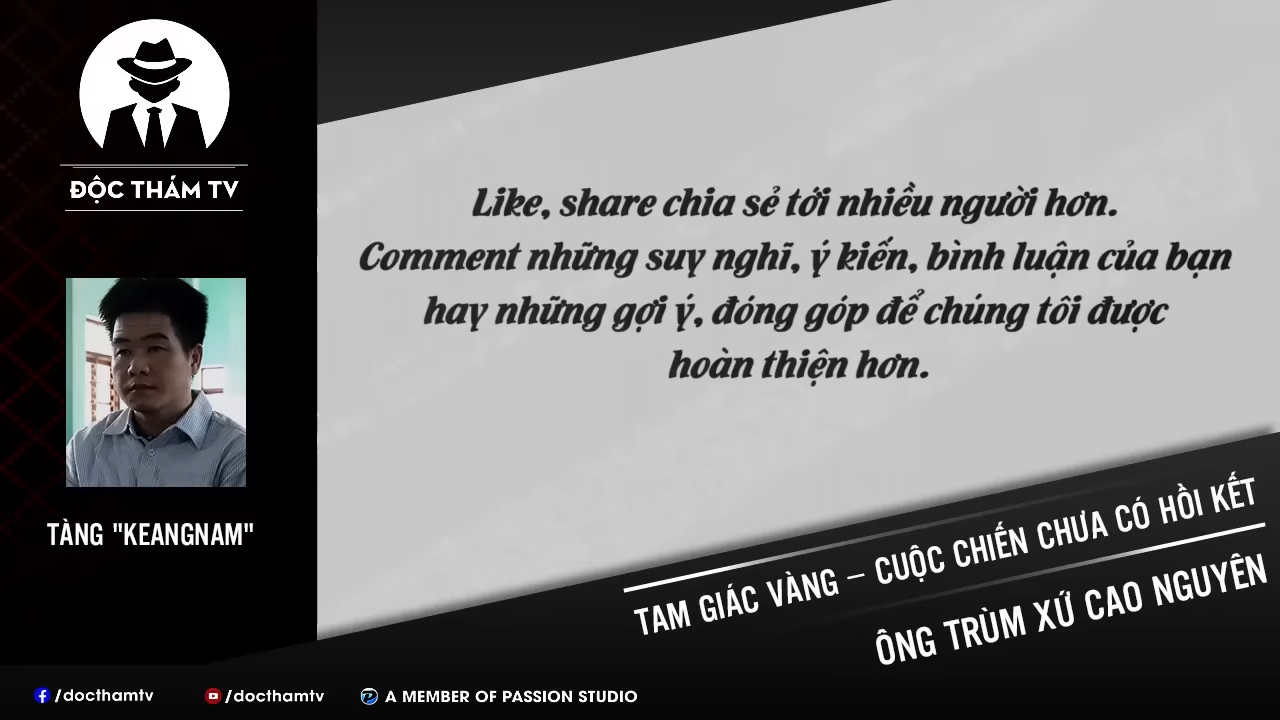 ĐỘC THÁM TV
TÀNG "KEANGNAM"
Like, share chia sẻ tới nhiều người hơn.
Comment những suy nghĩ, ý kiến, bình luận của bạn
hay những gợi ý, đóng góp để chúng tôi được
hoàn thiện hơn.
TAM GIÁC VÀNG – CUỘC CHIẾN CHƯA CÓ HỒI KẾT
ÔNG TRÙM XỨ CAO NGUYÊN
/docthamtv
/docthamtv
A MEMBER OF PASSION STUDIO